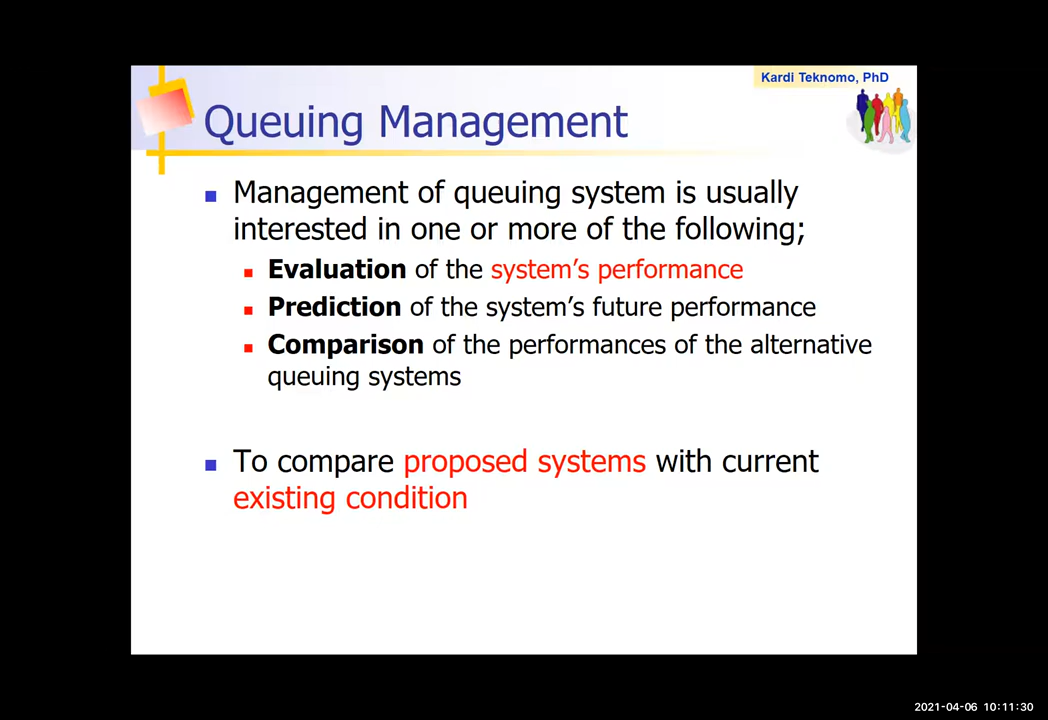 Kardi Teknomo, PhD
Queuing Management
Management of queuing system is usually
interested in one or more of the following;
Evaluation of the system's performance
Prediction of the system's future performance
Comparison of the performances of the alternative
queuing systems
To compare proposed systems with current
existing condition
2021-04-06 10:11:30